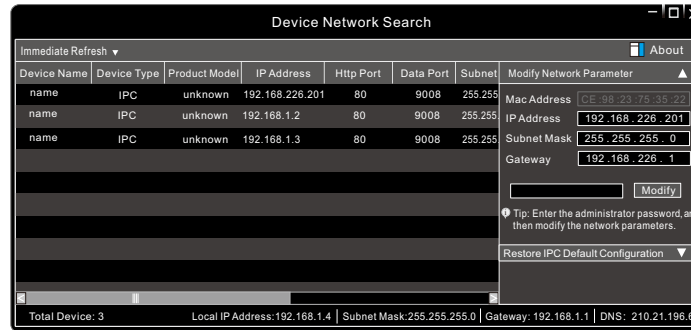 Device Network Search
Immediate Refresh ▼ About
Device Name Device Type Product Model IP Address Http Port Data Port Subnet Modify Network Parameter ▲
name IPC unknown 192.168.226.201 80 9008 255.255
name IPC unknown 192.168.1.2 80 9008 255.255.
name IPC unknown 192.168.1.3 80 9008 255.255.
Mac Address CE :98 : 23 : 75 : 35 : 22
IP Address 192 .168 . 226 . 201
Subnet Mask 255 . 255 . 255 . 0
Gateway 192 .168 . 226 . 1
Modify
Tip: Enter the administrator password, an
then modify the network parameters.
Restore IPC Default Configuration ▼
Total Device: 3 Local IP Address:192.168.1.4 Subnet Mask:255.255.255.0 Gateway: 192.168.1.1 DNS: 210.21.196.6